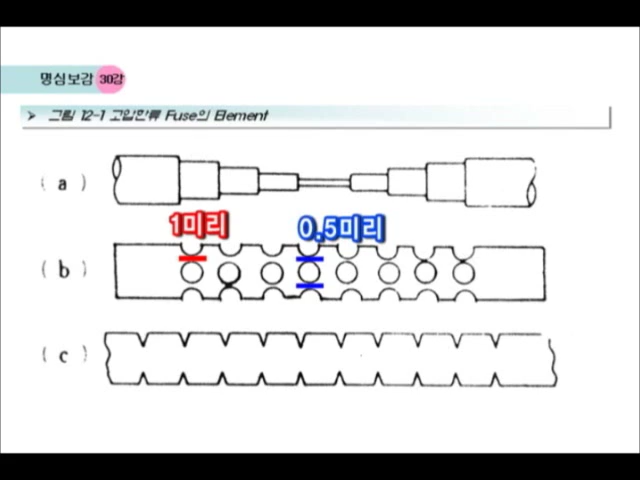 명심보감 30강
➢ 그림 12-1 고압한류 Fuse의 Element
( a )
1미리 0.5미리
( b )
( c )